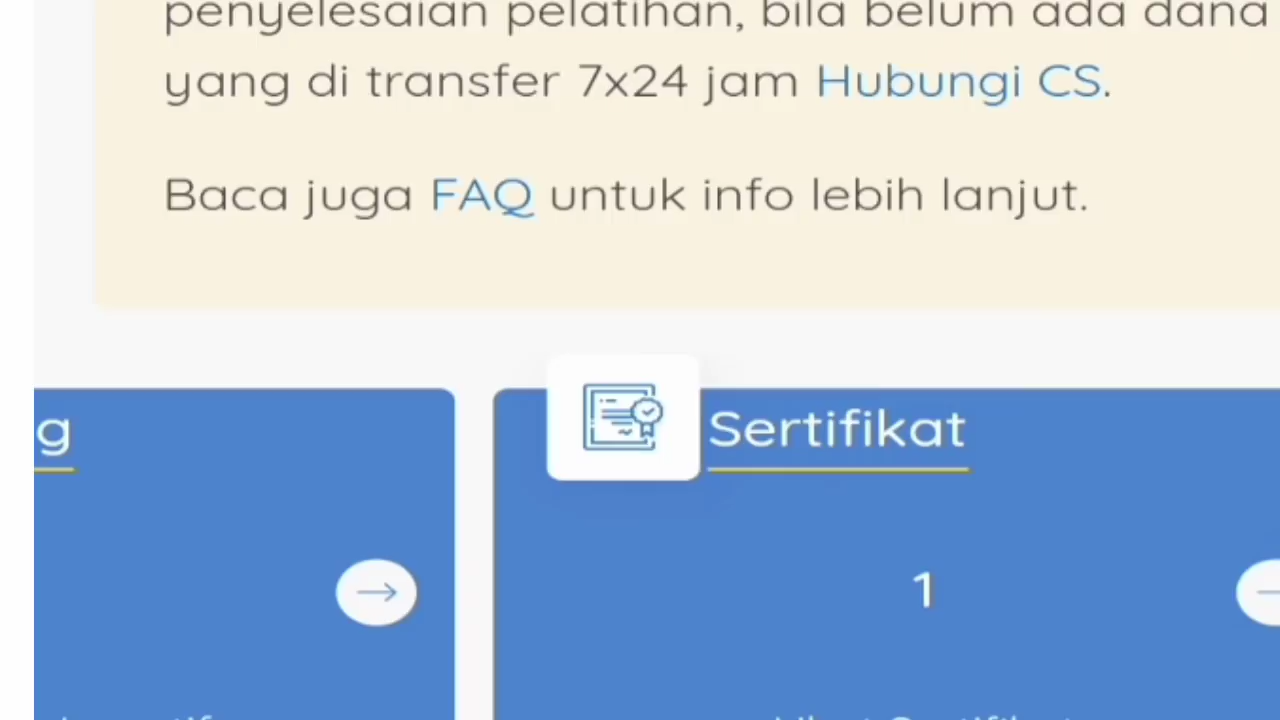 penyelesaian pelatihan, bila belum ada dana
yang di transfer 7x24 jam Hubungi CS.
Baca juga FAQ untuk info lebih lanjut.
g
Sertifikat
1